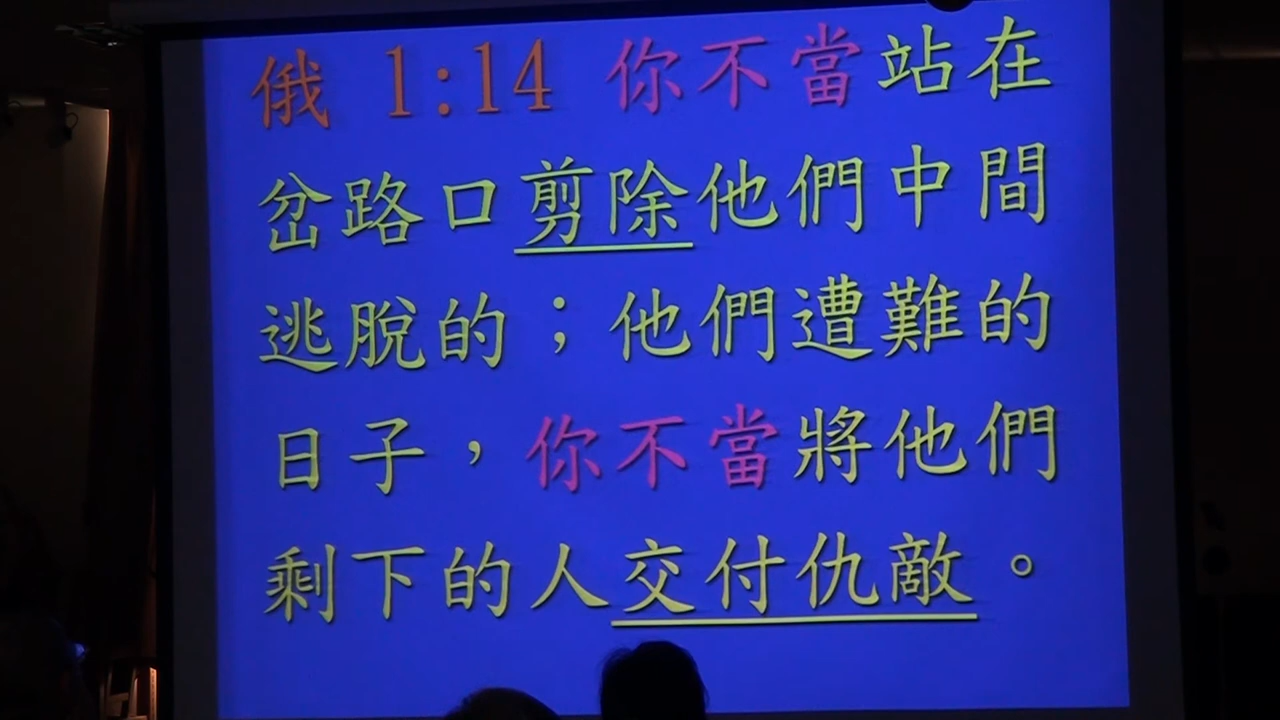 俄 1:14 你不當站在
岔路口剪除他們中間
逃脫的；他們遭難的
日子，你不當將他們
剩下的人交付仇敵。